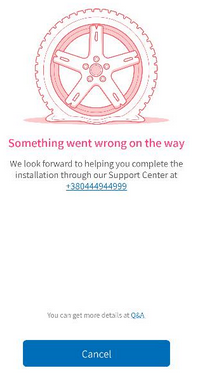 Something went wrong on the way
We look forward to helping you complete the
installation through our Support Center at
+380444944999
You can get more details at Q&A
Cancel